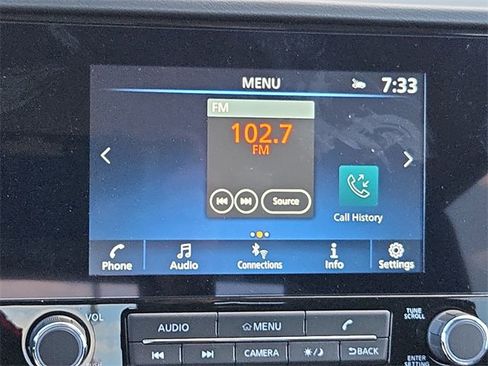 MENU 7:33
FM
102.7
FM
Source
Call History
Phone Audio Connections Info Settings
VOL TUNE
SCROLL
AUDIO MENU
CAMERA BACK
ENTER
SETTING